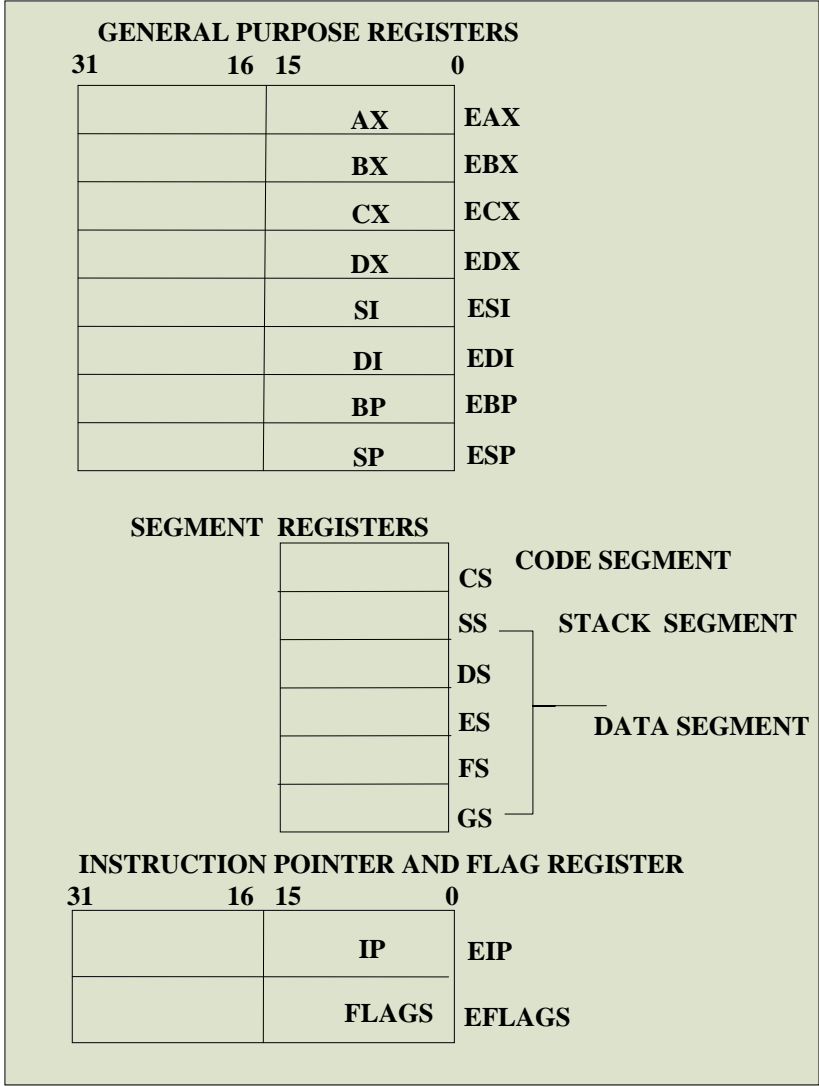 GENERAL PURPOSE REGISTERS
31 16 15 0
AX EAX
BX EBX
CX ECX
DX EDX
SI ESI
DI EDI
BP EBP
SP ESP
SEGMENT REGISTERS
CS CODE SEGMENT
SS STACK SEGMENT
DS
ES DATA SEGMENT
FS
GS
INSTRUCTION POINTER AND FLAG REGISTER
31 16 15 0
IP EIP
FLAGS EFLAGS